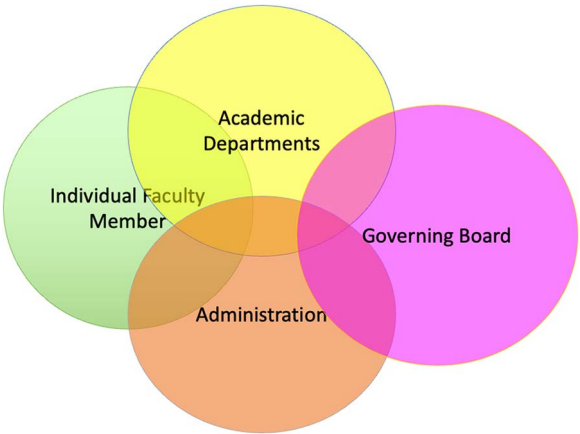 Academic
Departments
Individual Faculty
Member
Governing Board
Administration